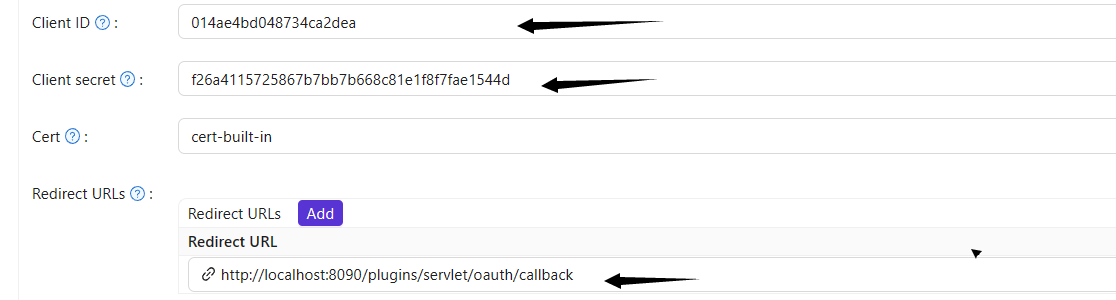 Client ID ? : 014ae4bd048734ca2dea
Client secret ? : f26a4115725867b7bb7b668c81e1f8f7fae1544d
Cert ? : cert-built-in
Redirect URLs ? :
Redirect URLs Add
Redirect URL
http://localhost:8090/plugins/servlet/oauth/callback